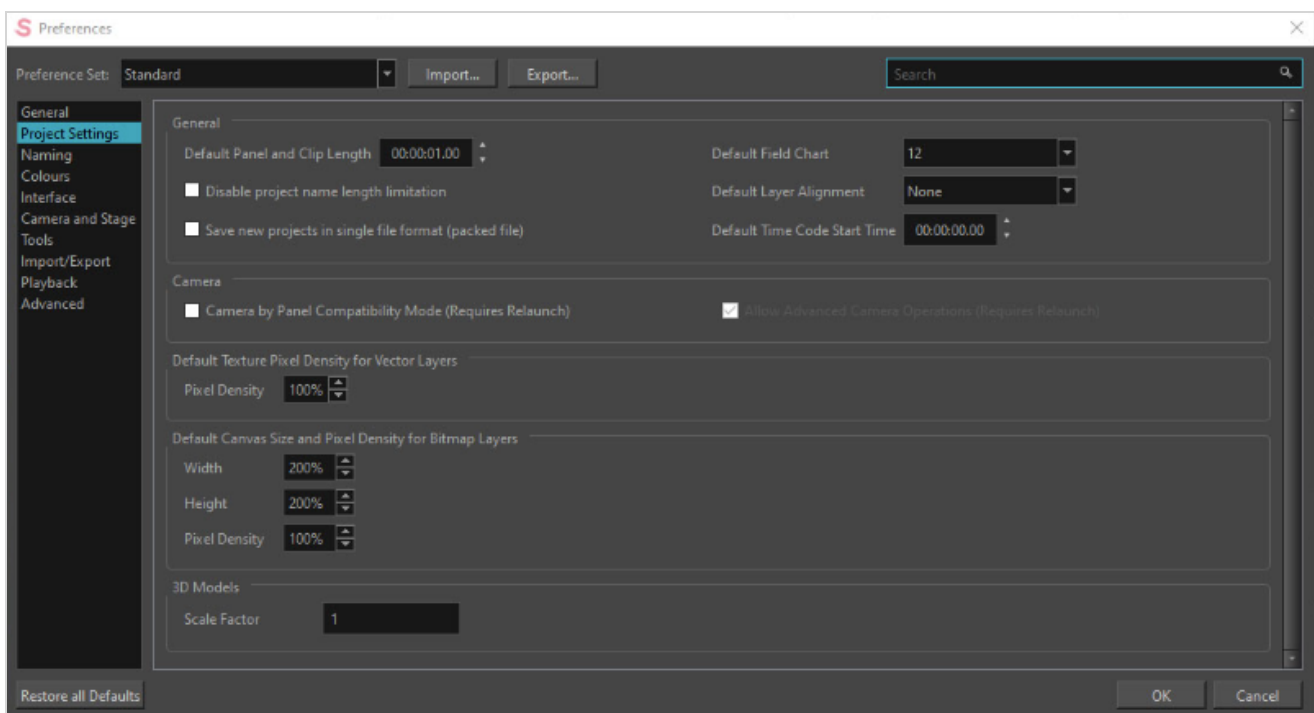 S Preferences
Preference Set: Standard Import... Export... Search
General
Project Settings
Naming
Colours
Interface
Camera and Stage
Tools
Import/Export
Playback
Advanced
General
Default Panel and Clip Length 00:00:01.00 Default Field Chart 12
Disable project name length limitation Default Layer Alignment None
Save new projects in single file format (packed file) Default Time Code Start Time 00:00:00.00
Camera
Camera by Panel Compatibility Mode (Requires Relaunch) Allow Advanced Camera Operations (Requires Relaunch)
Default Texture Pixel Density for Vector Layers
Pixel Density 100%
Default Canvas Size and Pixel Density for Bitmap Layers
Width 200%
Height 200%
Pixel Density 100%
3D Models
Scale Factor 1
Restore all Defaults OK Cancel